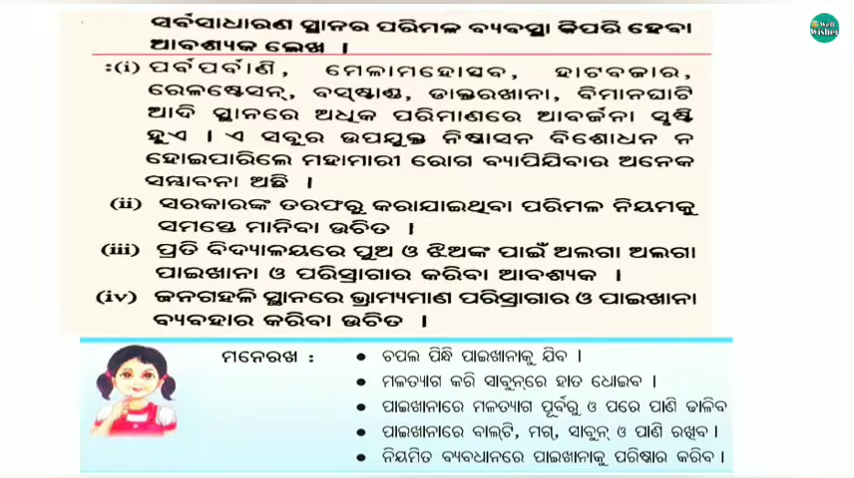 ସର୍ବସାଧାରଣ ସ୍ଥାନର ପରିମଳ ବ୍ୟବସ୍ଥା କିପରି ହେବା
ଆବଶ୍ୟକ ଲେଖ ।
:(i) ପର୍ବପର୍ବାଣି, ମେଳାମହୋତ୍ସବ, ହାଟବଜାର,
ରେଳଷ୍ଟେସନ୍, ବସ୍‌ଷ୍ଟାଣ୍ଡ, ଡାକ୍ତରଖାନା, ବିମାନଘାଟି
ଆଦି ସ୍ଥାନରେ ଅଧିକ ପରିମାଣରେ ଆବର୍ଜନା ସୃଷ୍ଟି
ହୁଏ । ଏ ସବୁର ଉପଯୁକ୍ତ ନିଷ୍କାସନ ବିଶୋଧନ ନ
ହୋଇପାରିଲେ ମହାମାରୀ ରୋଗ ବ୍ୟାପିଯିବାର ଅନେକ
ସମ୍ଭାବନା ଅଛି ।
(ii) ସରକାରଙ୍କ ତରଫରୁ କରାଯାଇଥିବା ପରିମଳ ନିୟମକୁ
ସମସ୍ତେ ମାନିବା ଉଚିତ ।
(iii) ପ୍ରତି ବିଦ୍ୟାଳୟରେ ପୁଅ ଓ ଝିଅଙ୍କ ପାଇଁ ଅଲଗା ଅଲଗା
ପାଇଖାନା ଓ ପରିସ୍ରାଗାର କରିବା ଆବଶ୍ୟକ ।
(iv) ଜନଗହଳି ସ୍ଥାନରେ ଭ୍ରାମ୍ୟମାଣ ପରିସ୍ରାଗାର ଓ ପାଇଖାନା
ବ୍ୟବହାର କରିବା ଉଚିତ ।
ମନେରଖ :
• ଚପଲ ପିନ୍ଧି ପାଇଖାନାକୁ ଯିବ ।
• ମଳତ୍ୟାଗ କରି ସାବୁନ୍‌ରେ ହାତ ଧୋଇବ ।
• ପାଇଖାନାରେ ମଳତ୍ୟାଗ ପୂର୍ବରୁ ଓ ପରେ ପାଣି ଢାଳିବ
• ପାଇଖାନାରେ ବାଲ୍‌ଟି, ମଗ୍, ସାବୁନ୍ ଓ ପାଣି ରଖିବ ।
• ନିୟମିତ ବ୍ୟବଧାନରେ ପାଇଖାନାକୁ ପରିଷ୍କାର କରିବ ।
Well
Wisher